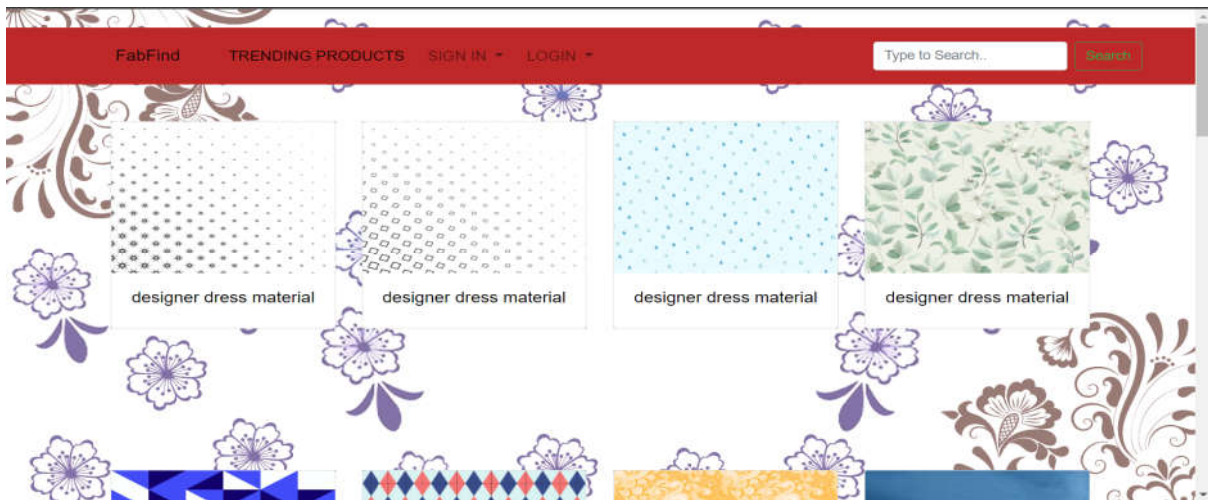 FabFind TRENDING PRODUCTS SIGN IN LOGIN Type to Search.. Search
designer dress material designer dress material designer dress material designer dress material